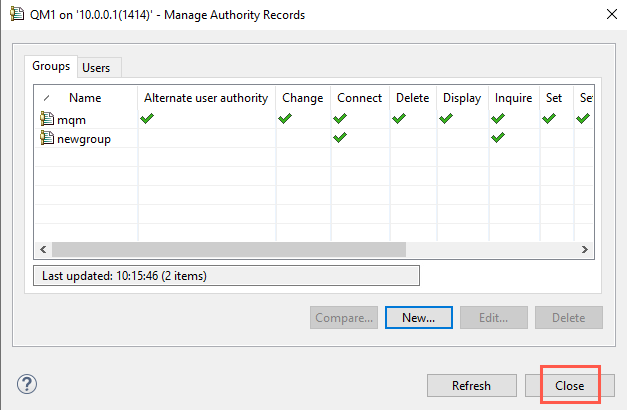 QM1 on '10.0.0.1(1414)' - Manage Authority Records
Groups Users
Name Alternate user authority Change Connect Delete Display Inquire Set Se
mqm
newgroup
Last updated: 10:15:46 (2 items)
Compare... New... Edit... Delete
? Refresh Close